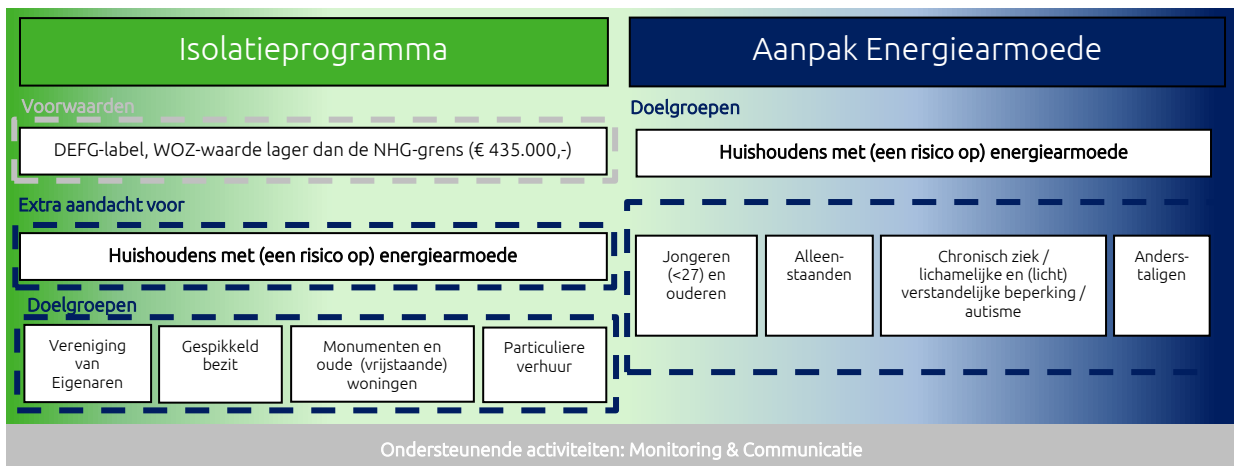 Isolatieprogramma
Voorwaarden
DEFG-label, WOZ-waarde lager dan de NHG-grens (€ 435.000,-)
Extra aandacht voor
Huishoudens met (een risico op) energiearmoede
Doelgroepen
Vereniging
van
Eigenaren
Gespikkeld
bezit
Monumenten en
oude (vrijstaande)
woningen
Particuliere
verhuur
Aanpak Energiearmoede
Doelgroepen
Huishoudens met (een risico op) energiearmoede
Jongeren
(<27) en
ouderen
Alleen-
staanden
Chronisch ziek /
lichamelijke en (licht)
verstandelijke beperking /
autisme
Anders-
taligen
Ondersteunende activiteiten: Monitoring & Communicatie